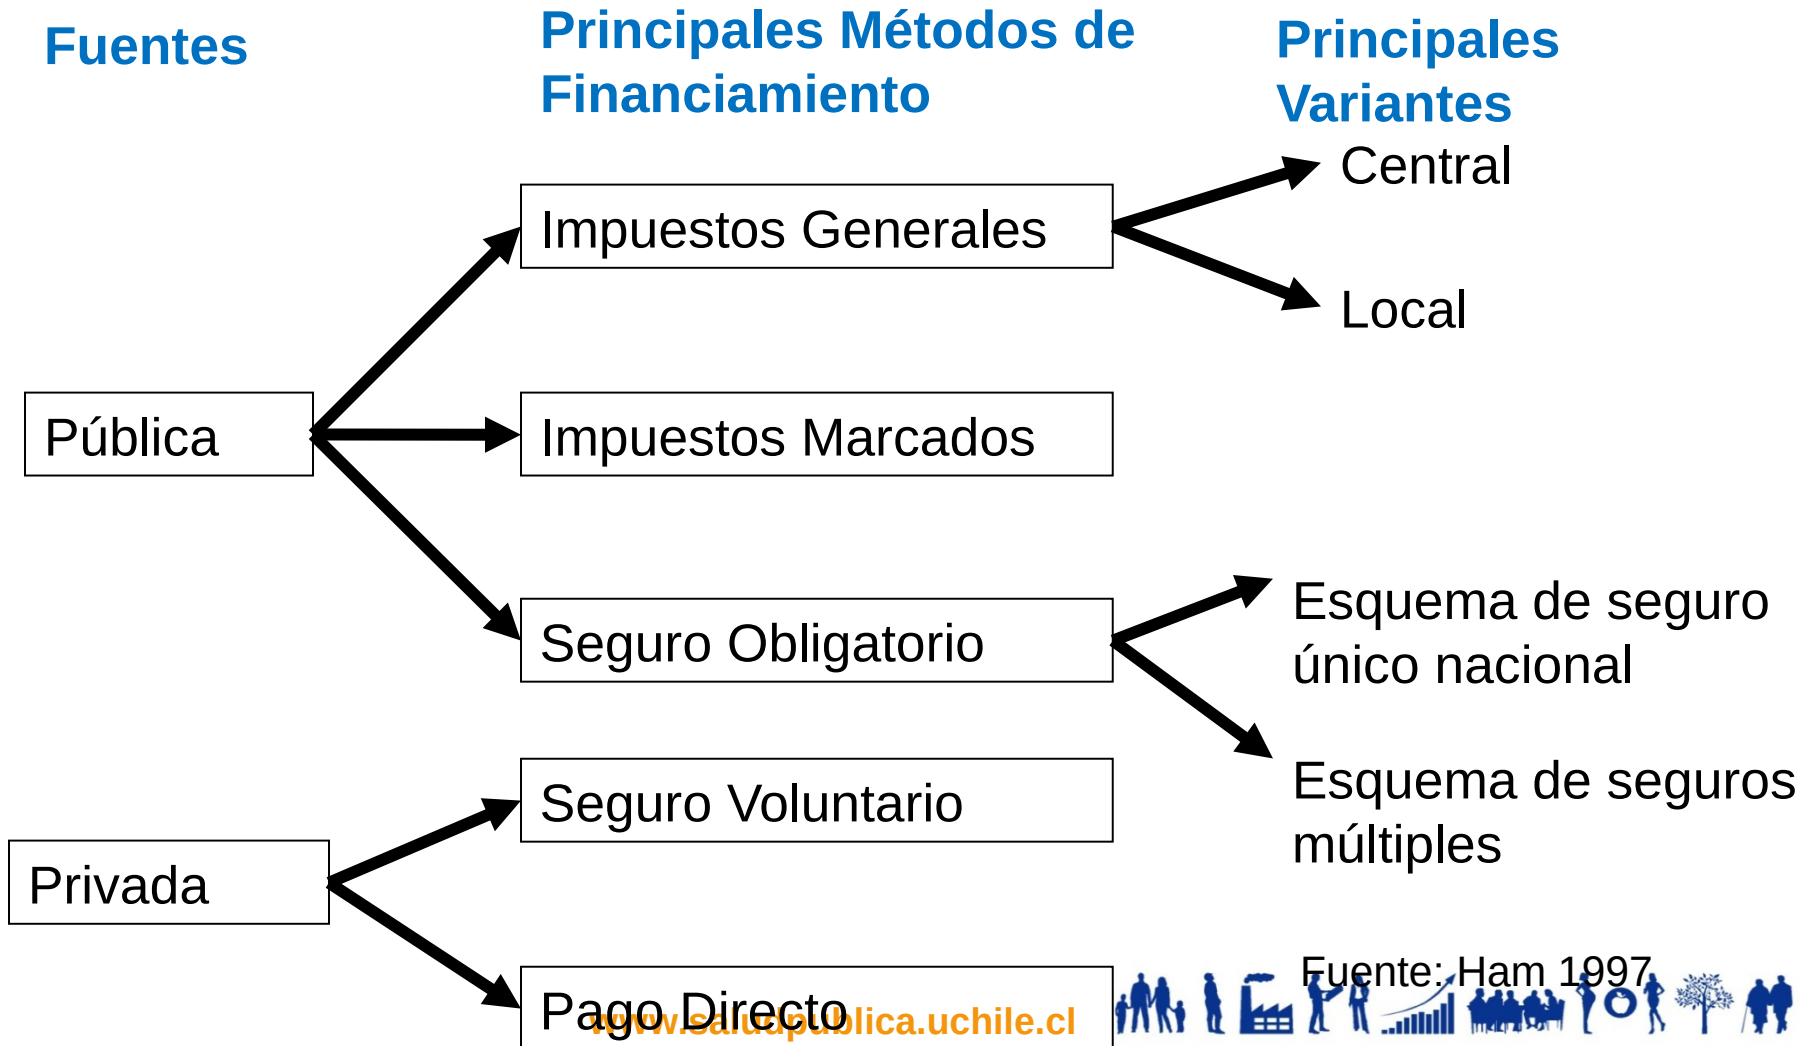 Fuentes
Principales Métodos de
Financiamiento
Principales
Variantes
Central
Impuestos Generales
Local
Pública
Impuestos Marcados
Seguro Obligatorio
Esquema de seguro
único nacional
Seguro Voluntario
Esquema de seguros
múltiples
Privada
Fuente: Ham 1997
Pago Directo
www.saludpublica.uchile.cl